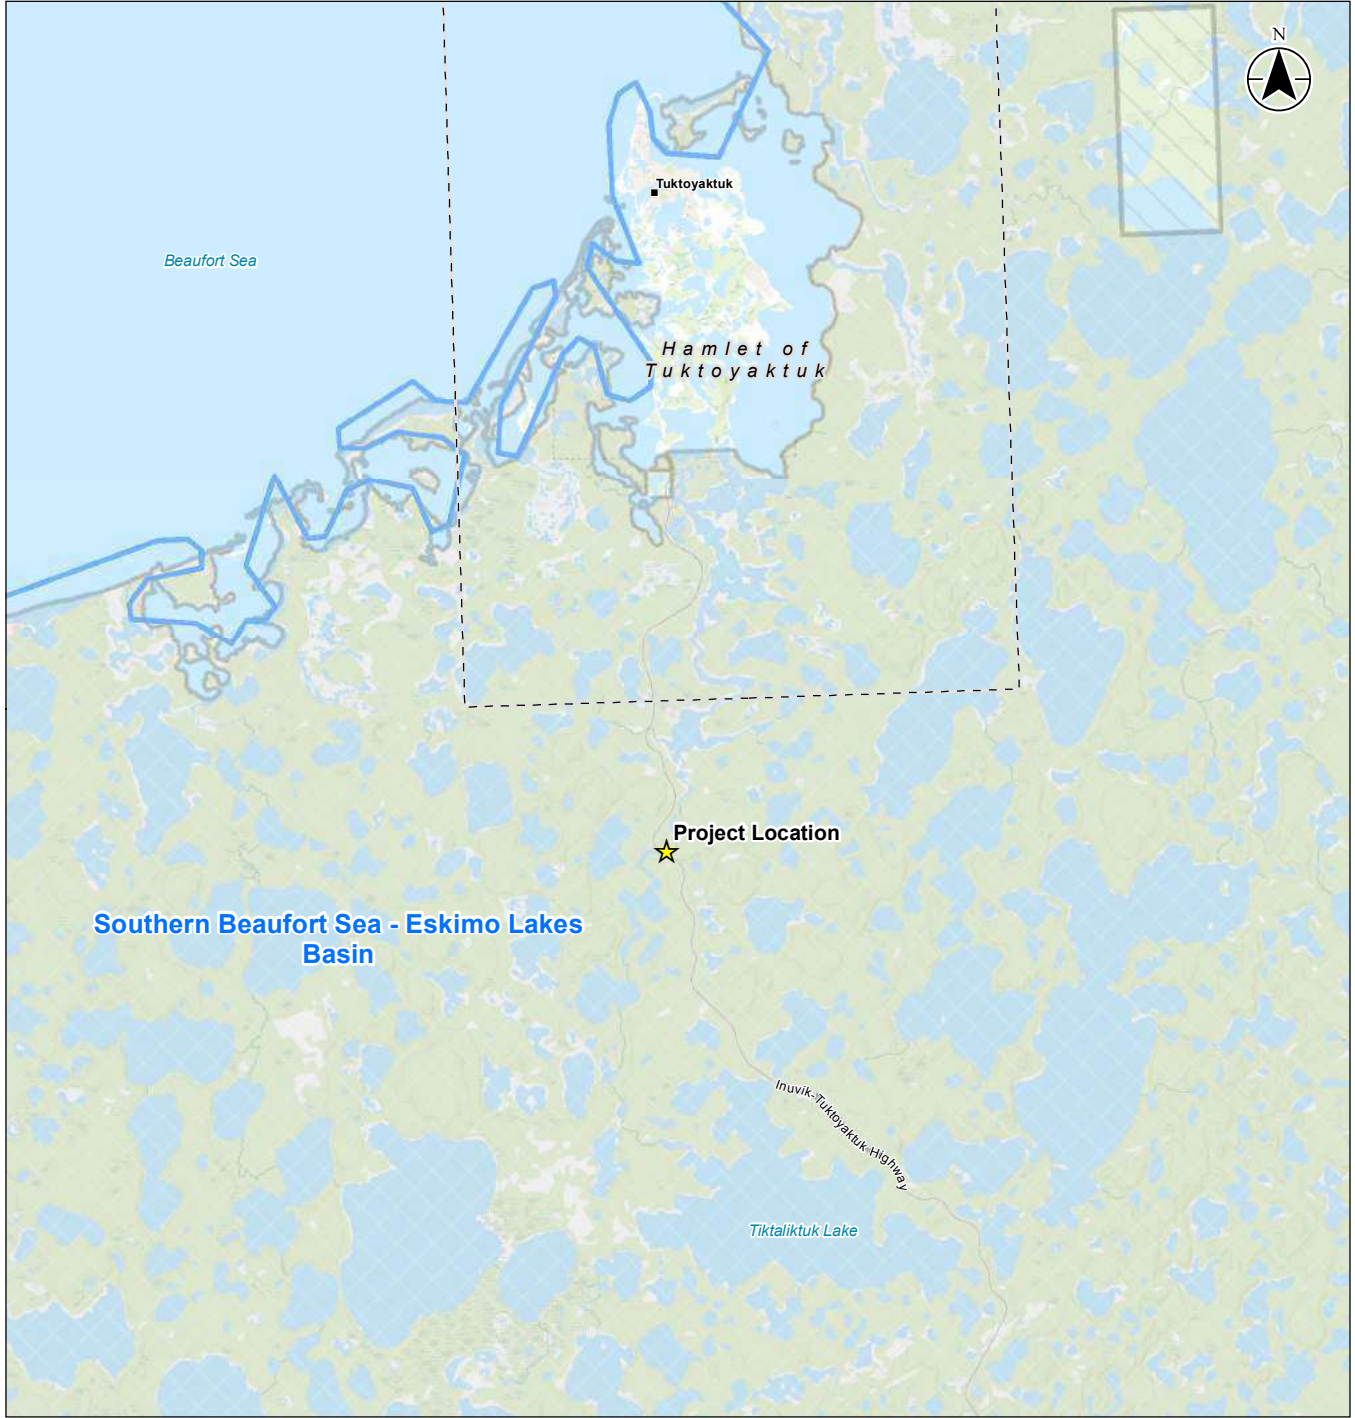 N
Tuktoyaktuk
Beaufort Sea
Hamlet of
Tuktoyaktuk
Project Location
Southern Beaufort Sea - Eskimo Lakes
Basin
Inuvik-Tuktoyaktuk Highway
Tiktaliktuk Lake